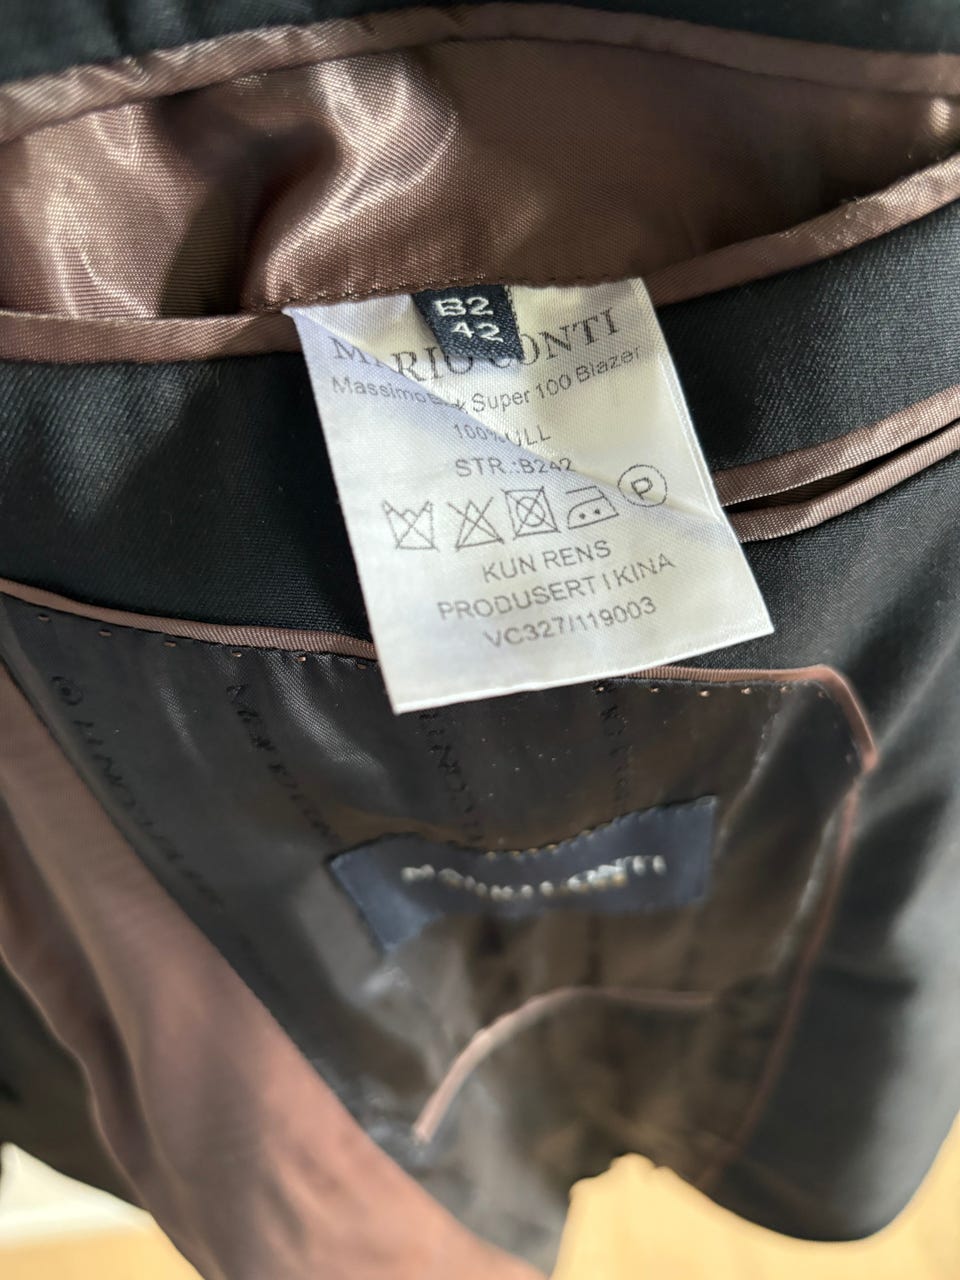 B2
42
MARIO CONTI
Massimo Super 100 Blazer
100% ULL
STR.:B242
P
KUN RENS
PRODUSERT I KINA
VC327/119003